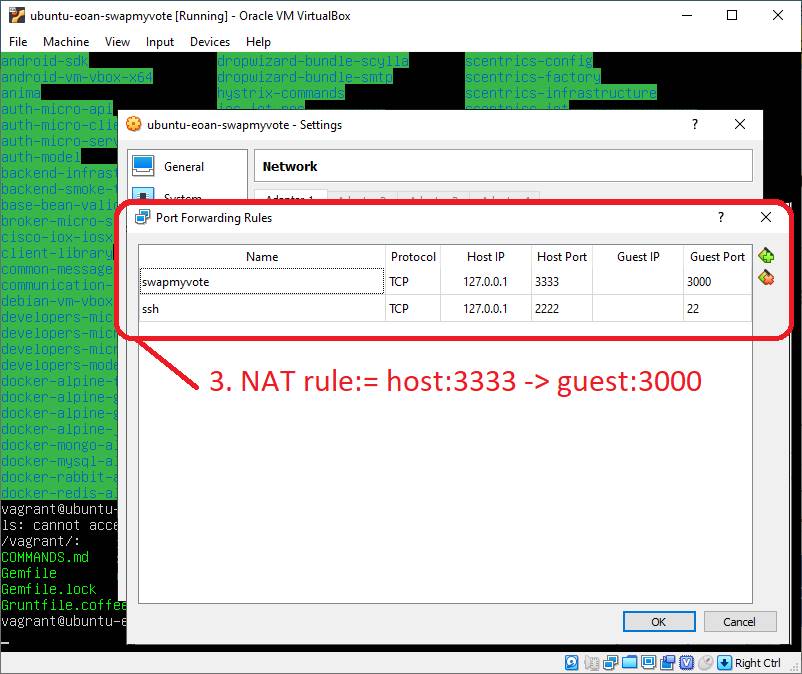 ubuntu-eoan-swapmyvote [Running] - Oracle VM VirtualBox
File Machine View Input Devices Help
android-sdk dropwizard-bundle-scylla scentrics-config
android-vm-vbox-x64 dropwizard-bundle-smtp scentrics-factory
anima hystrix-commands scentrics-infrastructure
auth-micro-api
auth-micro-clie
ubuntu-eoan-swapmyvote - Settings
auth-micro-serv
auth-model
General
Network
backend-infrast
backend-smoke-t
System
base-bean-valid
broker-micro-s
Port Forwarding Rules
cisco-iox-iosx
client-library
Name Protocol Host IP Host Port Guest IP Guest Port
common-message
swapmyvote TCP 127.0.0.1 3333 3000
communication-
debian-vm-vbox
ssh TCP 127.0.0.1 2222 22
developers-mic
developers-mic
developers-mic
developers-mode
3. NAT rule:= host:3333 -> guest:3000
docker-alpine-
docker-alpine-g
docker-alpine-g
docker-alpine-
docker-mongo-al
docker-mysql-al
docker-rabbit-a
docker-redis-al
vagrant@ubuntu-
ls: cannot acce
/vagrant/:
COMMANDS.md
Gemfile
Gemfile.lock
Gruntfile.coffee
vagrant@ubuntu-e
OK Cancel
Right Ctrl